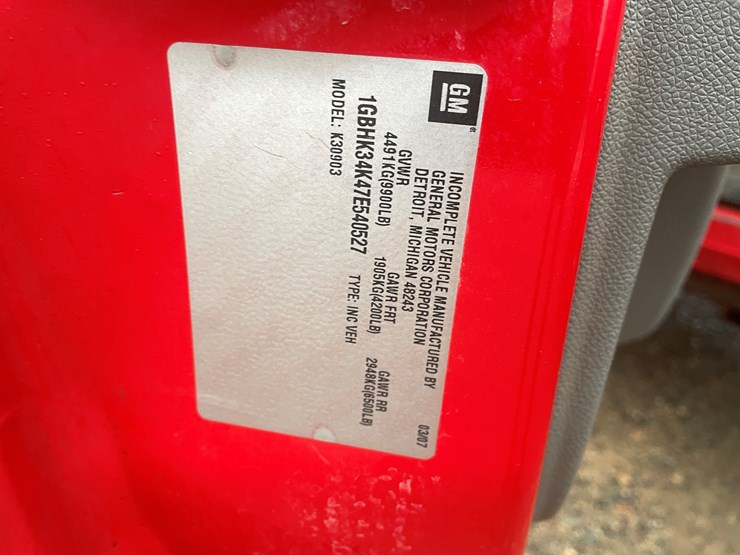 GM
INCOMPLETE VEHICLE MANUFACTURED BY
GENERAL MOTORS CORPORATION 03/07
DETROIT, MICHIGAN 48243
GVWR GAWR FRT GAWR RR
4491KG(9900LB) 1905KG(4200LB) 2948KG(6500LB)
1GBHK34K47E540527 TYPE: INC VEH
MODEL: K30903